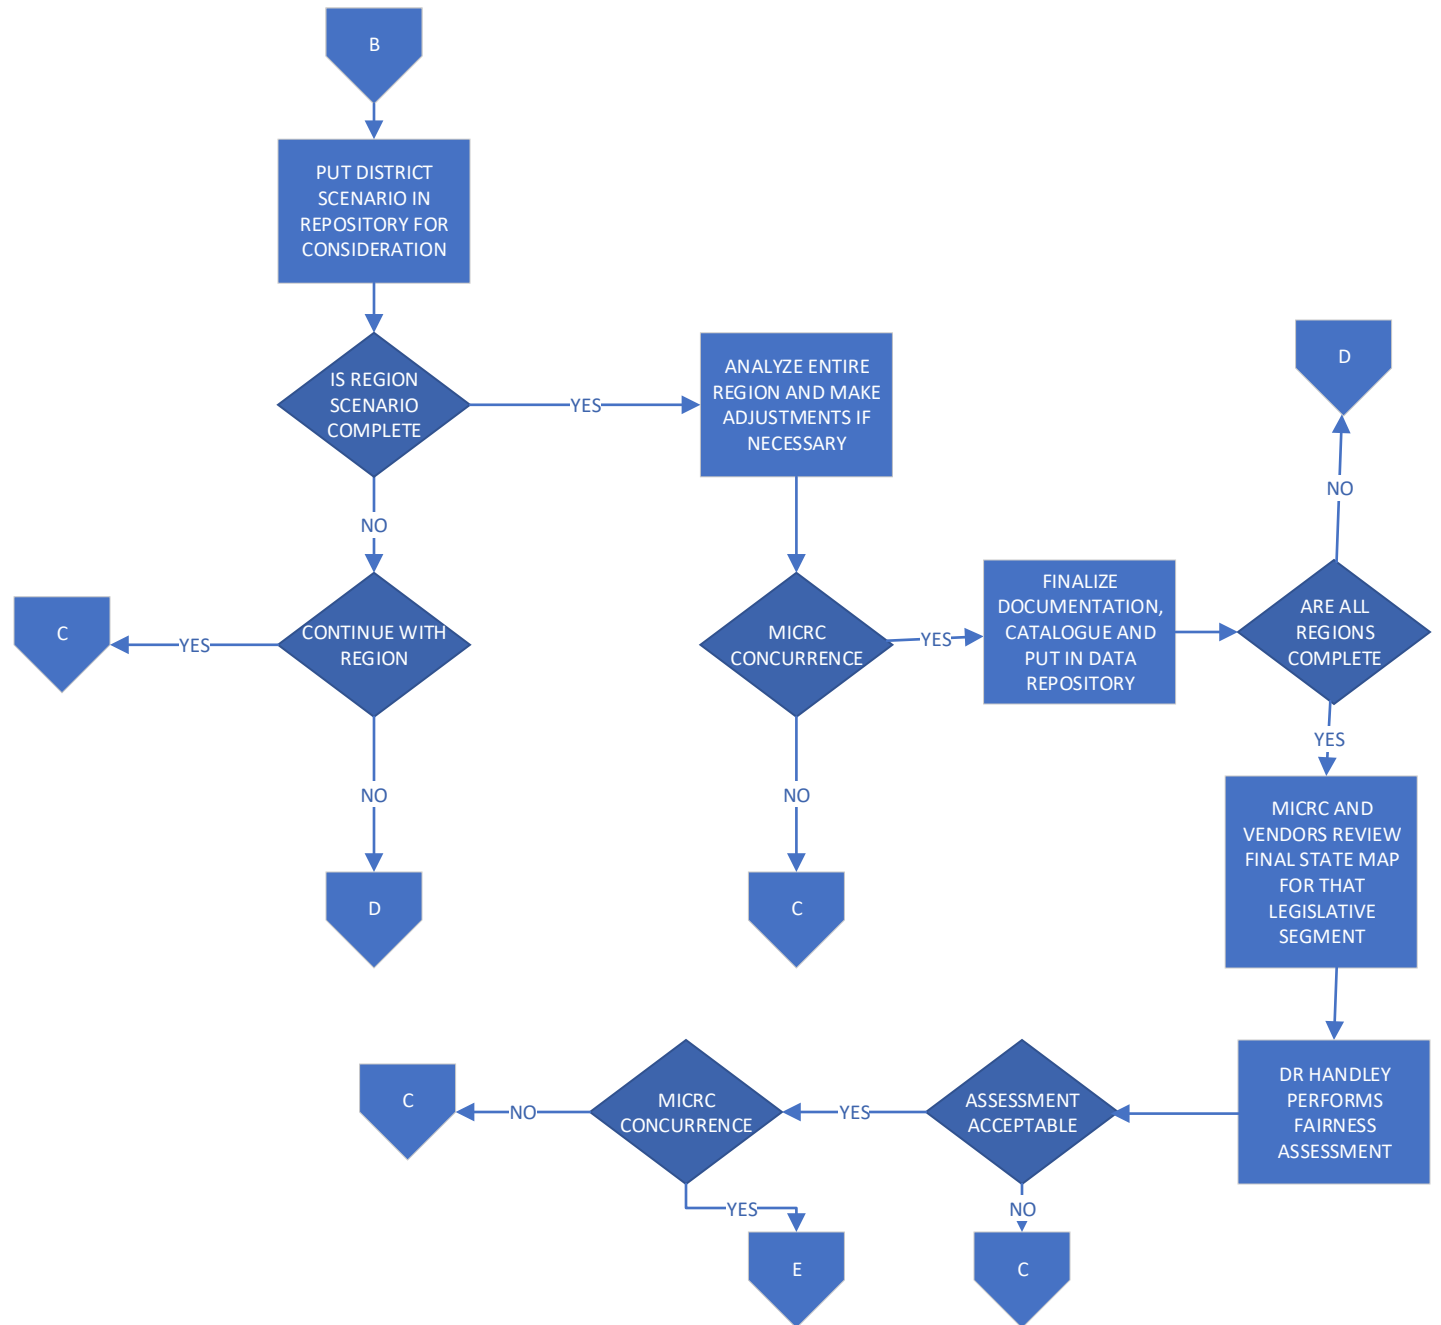 B
PUT DISTRICT
SCENARIO IN
REPOSITORY FOR
CONSIDERATION
IS REGION
SCENARIO
COMPLETE
YES
ANALYZE ENTIRE
REGION AND MAKE
ADJUSTMENTS IF
NECESSARY
D
NO
NO
C
YES
CONTINUE WITH
REGION
MICRC
CONCURRENCE
YES
FINALIZE
DOCUMENTATION,
CATALOGUE AND
PUT IN DATA
REPOSITORY
ARE ALL
REGIONS
COMPLETE
YES
NO
NO
MICRC AND
VENDORS REVIEW
FINAL STATE MAP
FOR THAT
LEGISLATIVE
SEGMENT
D
C
DR HANDLEY
PERFORMS
FAIRNESS
ASSESSMENT
ASSESSMENT
ACCEPTABLE
YES
MICRC
CONCURRENCE
NO
C
YES
NO
E
C